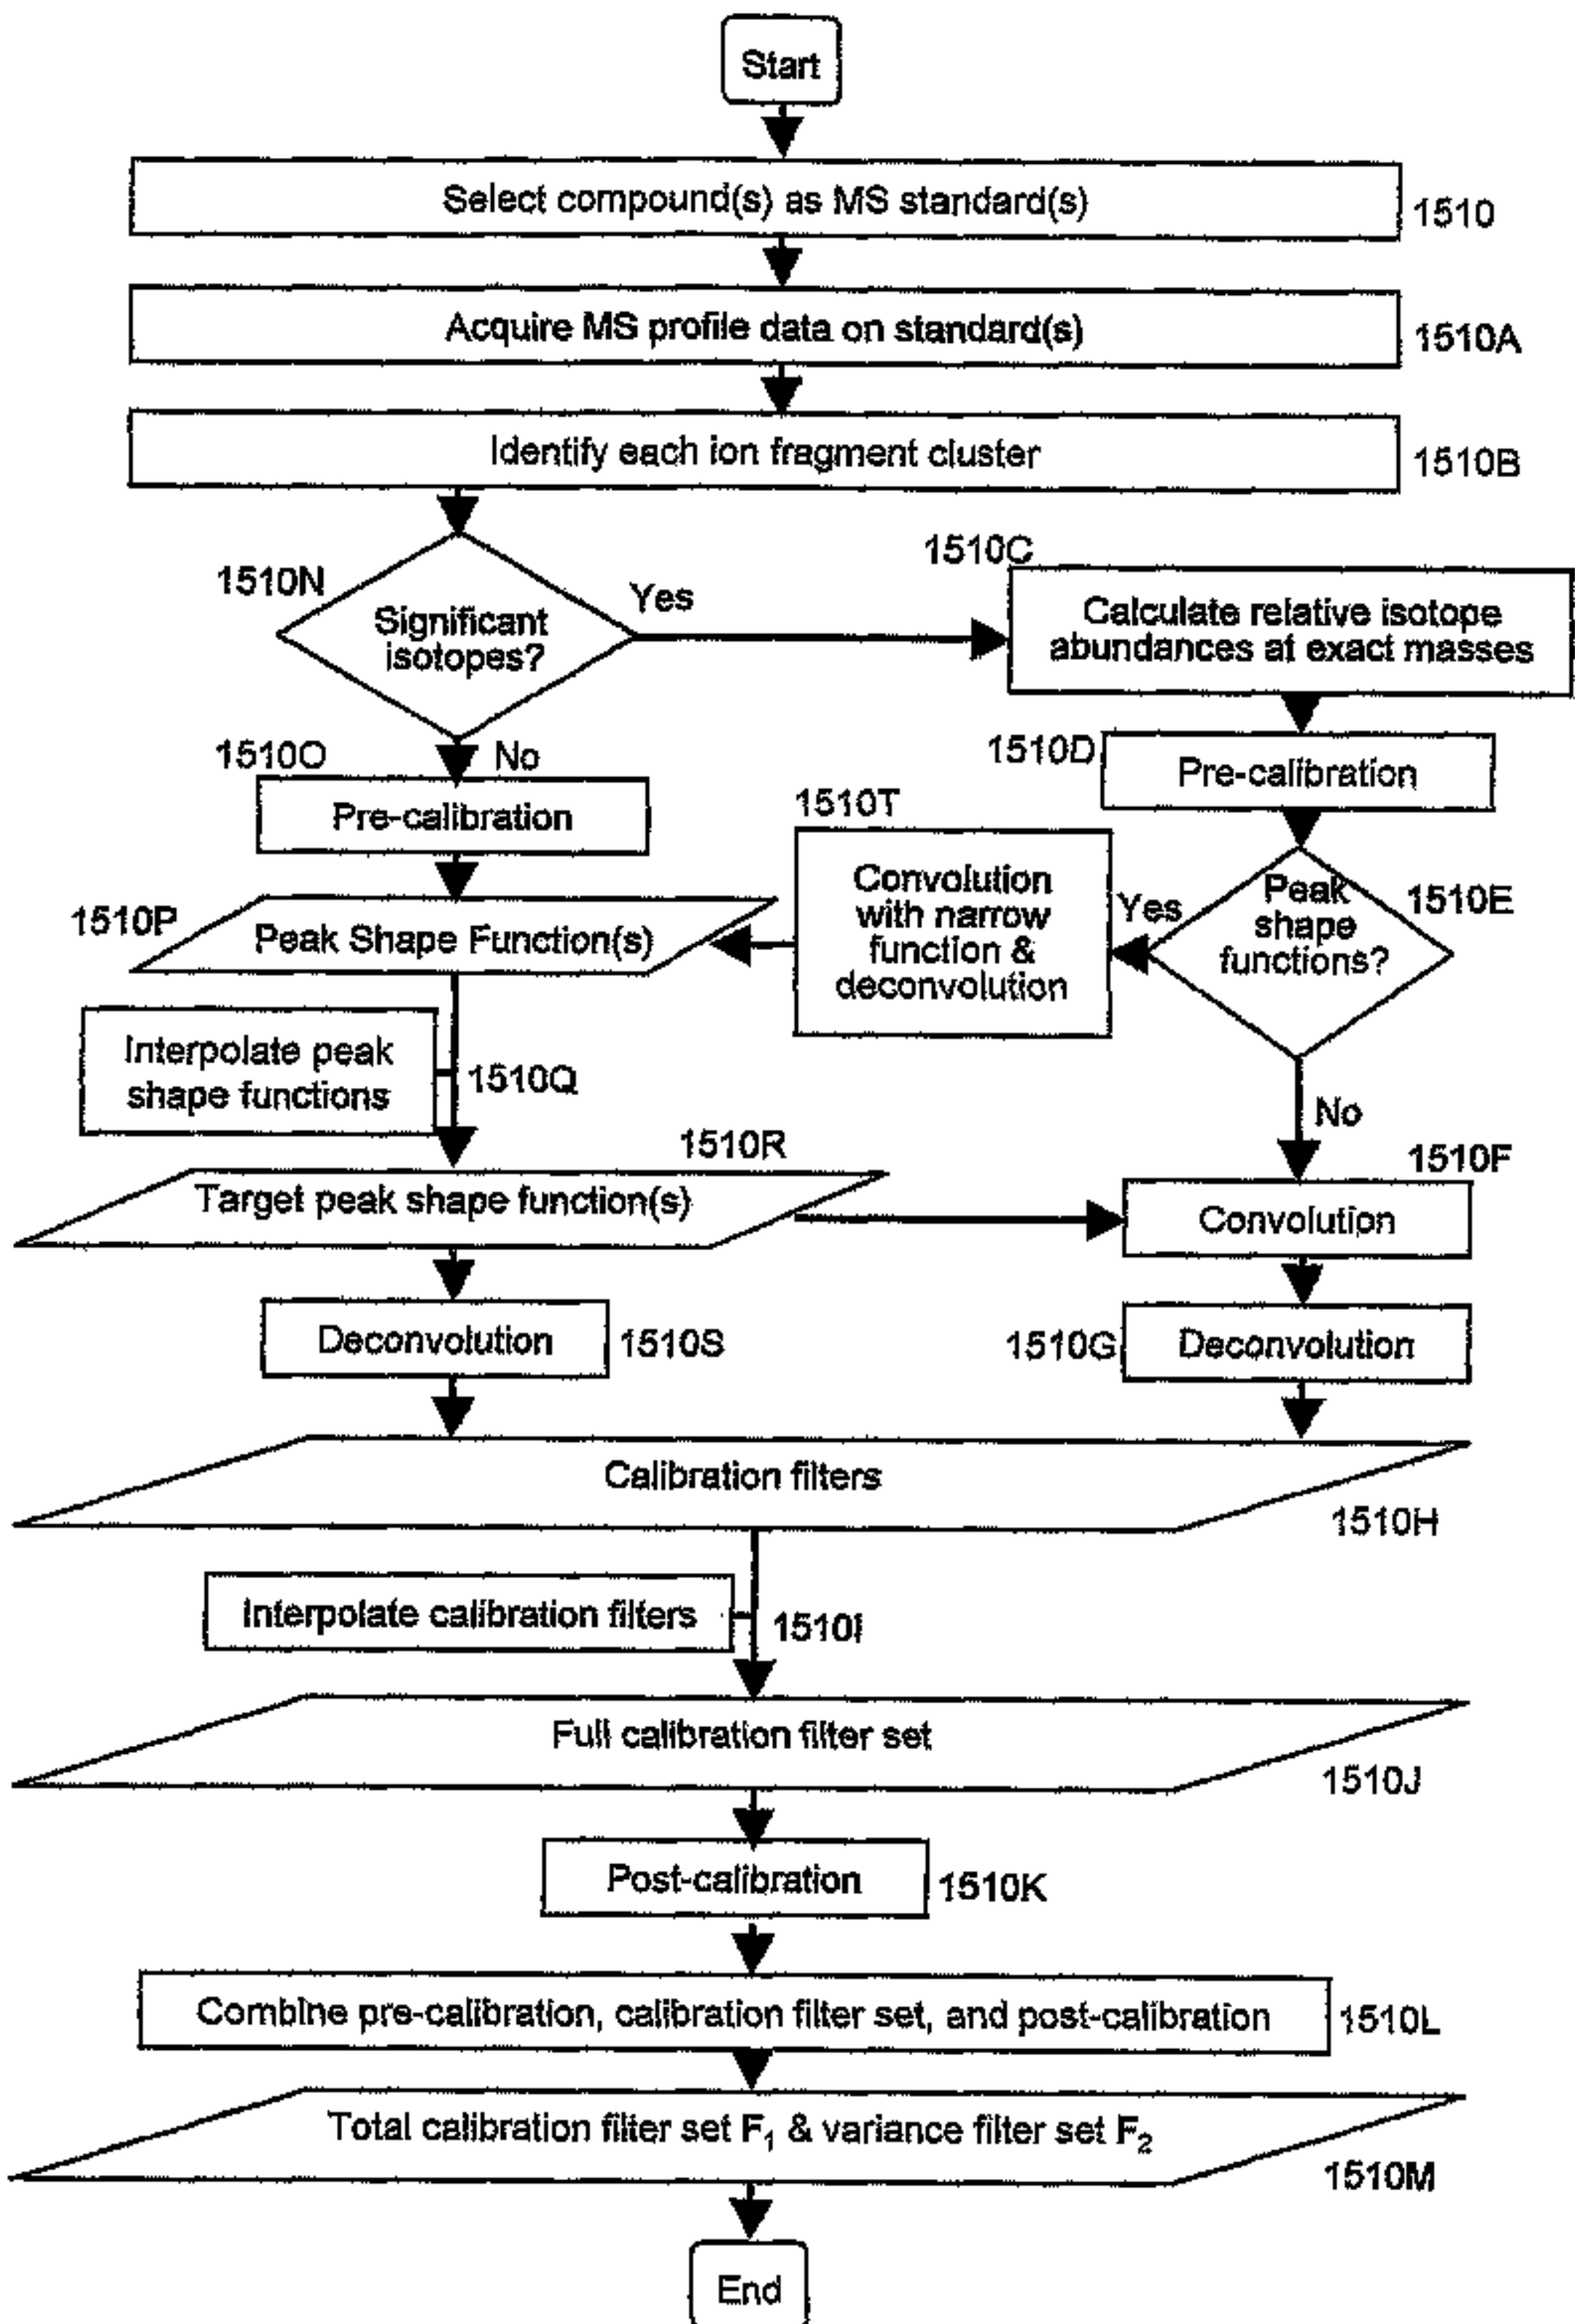 Start
Select compound(s) as MS standard(s)
1510
Acquire MS profile data on standard(s)
1510A
Identify each ion fragment cluster
1510B
1510N
Significant
isotopes?
Yes
1510C
Calculate relative isotope
abundances at exact masses
1510O
No
Pre-calibration
1510D
Pre-calibration
1510T
Convolution
with narrow
function &
deconvolution
Yes
Peak
shape
functions?
1510E
1510P
Peak Shape Function(s)
Interpolate peak
shape functions
1510Q
No
1510R
Target peak shape function(s)
1510F
Convolution
Deconvolution
1510S
1510G
Deconvolution
Calibration filters
1510H
Interpolate calibration filters
1510I
Full calibration filter set
1510J
Post-calibration
1510K
Combine pre-calibration, calibration filter set, and post-calibration
1510L
Total calibration filter set F₁ & variance filter set F₂
1510M
End